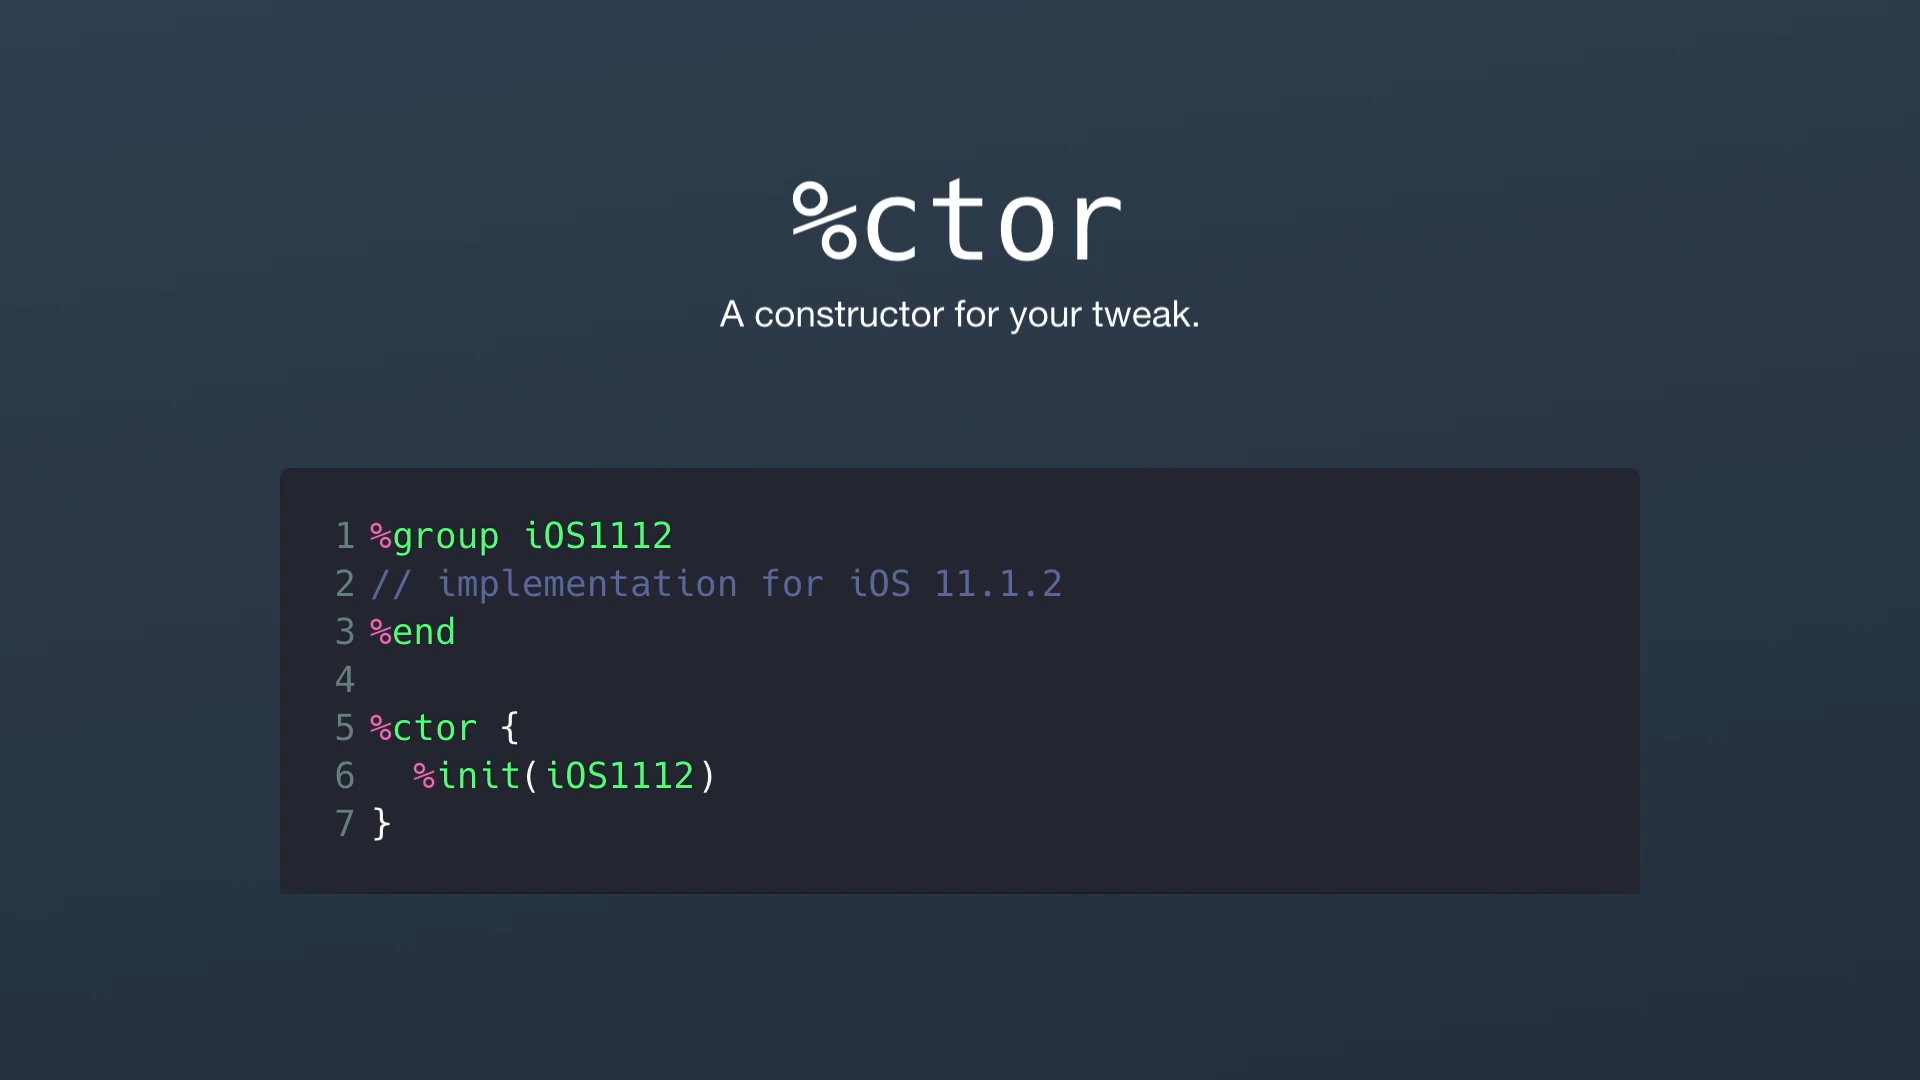 %ctor
A constructor for your tweak.
1 %group iOS1112
2 // implementation for iOS 11.1.2
3 %end
4
5 %ctor {
6   %init(iOS1112)
7 }